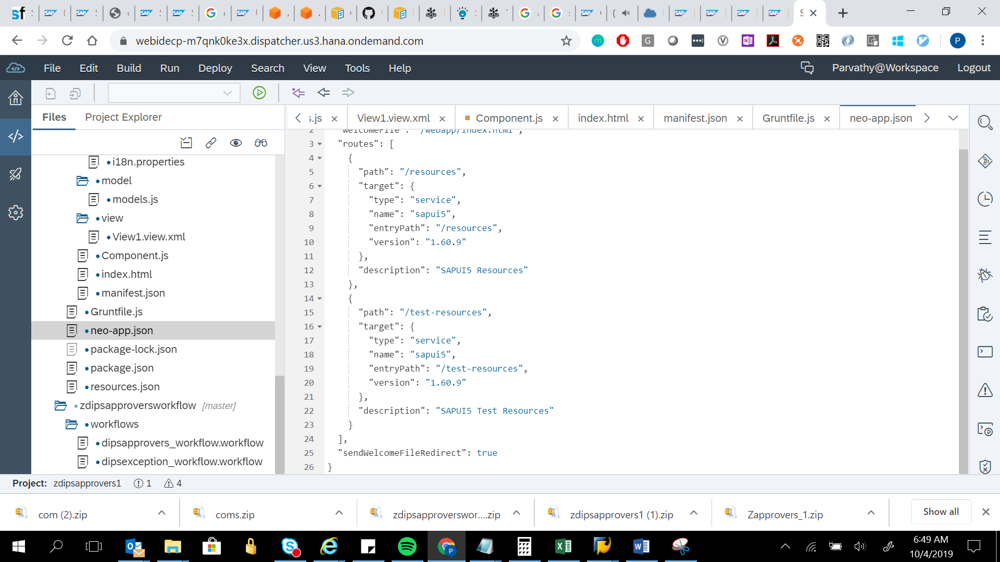 webidecp-m7qnk0ke3x.dispatcher.us3.hana.ondemand.com
File Edit Build Run Deploy Search View Tools Help Parvathy@Workspace Logout
Files Project Explorer
s.js × View1.view.xml × Component.js × index.html × manifest.json × Gruntfile.js × neo-app.json
i18n.properties
model
models.js
view
View1.view.xml
Component.js
index.html
manifest.json
Gruntfile.js
neo-app.json
package-lock.json
package.json
resources.json
* zdipsapproversworkflow [master]
workflows
dipsapprovers_workflow.workflow
dipsexception_workflow.workflow
2 "welcomeFile": "/webapp/index.html",
3 "routes": [
4 {
5 "path": "/resources",
6 "target": {
7 "type": "service",
8 "name": "sapui5",
9 "entryPath": "/resources",
10 "version": "1.60.9"
11 },
12 "description": "SAPUI5 Resources"
13 },
14 {
15 "path": "/test-resources",
16 "target": {
17 "type": "service",
18 "name": "sapui5",
19 "entryPath": "/test-resources",
20 "version": "1.60.9"
21 },
22 "description": "SAPUI5 Test Resources"
23 }
24 ],
25 "sendWelcomeFileRedirect": true
26 }
Project: zdipsapprovers1 1 4
com (2).zip coms.zip zdipsapproverswor....zip zdipsapprovers1 (1).zip Zapprovers_1.zip Show all
6:49 AM
10/4/2019